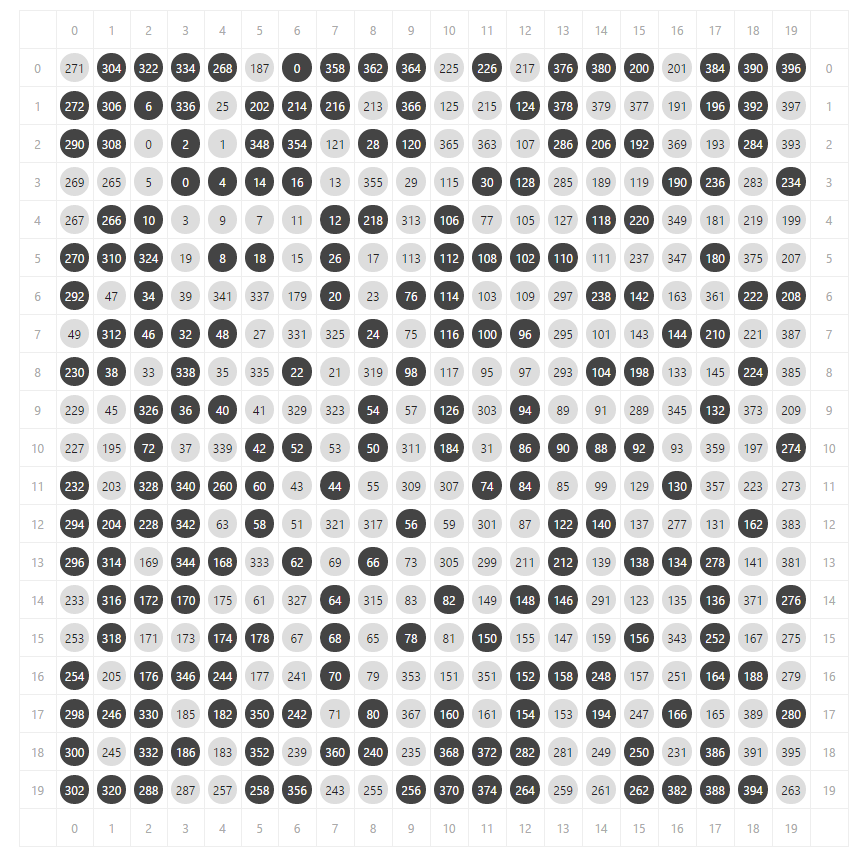 0 1 2 3 4 5 6 7 8 9 10 11 12 13 14 15 16 17 18 19
0 271 304 322 334 268 187 0 358 362 364 225 226 217 376 380 200 201 384 390 396 0
1 272 306 6 336 25 202 214 216 213 366 125 215 124 378 379 377 191 196 392 397 1
2 290 308 0 2 1 348 354 121 28 120 365 363 107 286 206 192 369 193 284 393 2
3 269 265 5 0 4 14 16 13 355 29 115 30 128 285 189 119 190 236 283 234 3
4 267 266 10 3 9 7 11 12 218 313 106 77 105 127 118 220 349 181 219 199 4
5 270 310 324 19 8 18 15 26 17 113 112 108 102 110 111 237 347 180 375 207 5
6 292 47 34 39 341 337 179 20 23 76 114 103 109 297 238 142 163 361 222 208 6
7 49 312 46 32 48 27 331 325 24 75 116 100 96 295 101 143 144 210 221 387 7
8 230 38 33 338 35 335 22 21 319 98 117 95 97 293 104 198 133 145 224 385 8
9 229 45 326 36 40 41 329 323 54 57 126 303 94 89 91 289 345 132 373 209 9
10 227 195 72 37 339 42 52 53 50 311 184 31 86 90 88 92 93 359 197 274 10
11 232 203 328 340 260 60 43 44 55 309 307 74 84 85 99 129 130 357 223 273 11
12 294 204 228 342 63 58 51 321 317 56 59 301 87 122 140 137 277 131 162 383 12
13 296 314 169 344 168 333 62 69 66 73 305 299 211 212 139 138 134 278 141 381 13
14 233 316 172 170 175 61 327 64 315 83 82 149 148 146 291 123 135 136 371 276 14
15 253 318 171 173 174 178 67 68 65 78 81 150 155 147 159 156 343 252 167 275 15
16 254 205 176 346 244 177 241 70 79 353 151 351 152 158 248 157 251 164 188 279 16
17 298 246 330 185 182 350 242 71 80 367 160 161 154 153 194 247 166 165 389 280 17
18 300 245 332 186 183 352 239 360 240 235 368 372 282 281 249 250 231 386 391 395 18
19 302 320 288 287 257 258 356 243 255 256 370 374 264 259 261 262 382 388 394 263 19
0 1 2 3 4 5 6 7 8 9 10 11 12 13 14 15 16 17 18 19